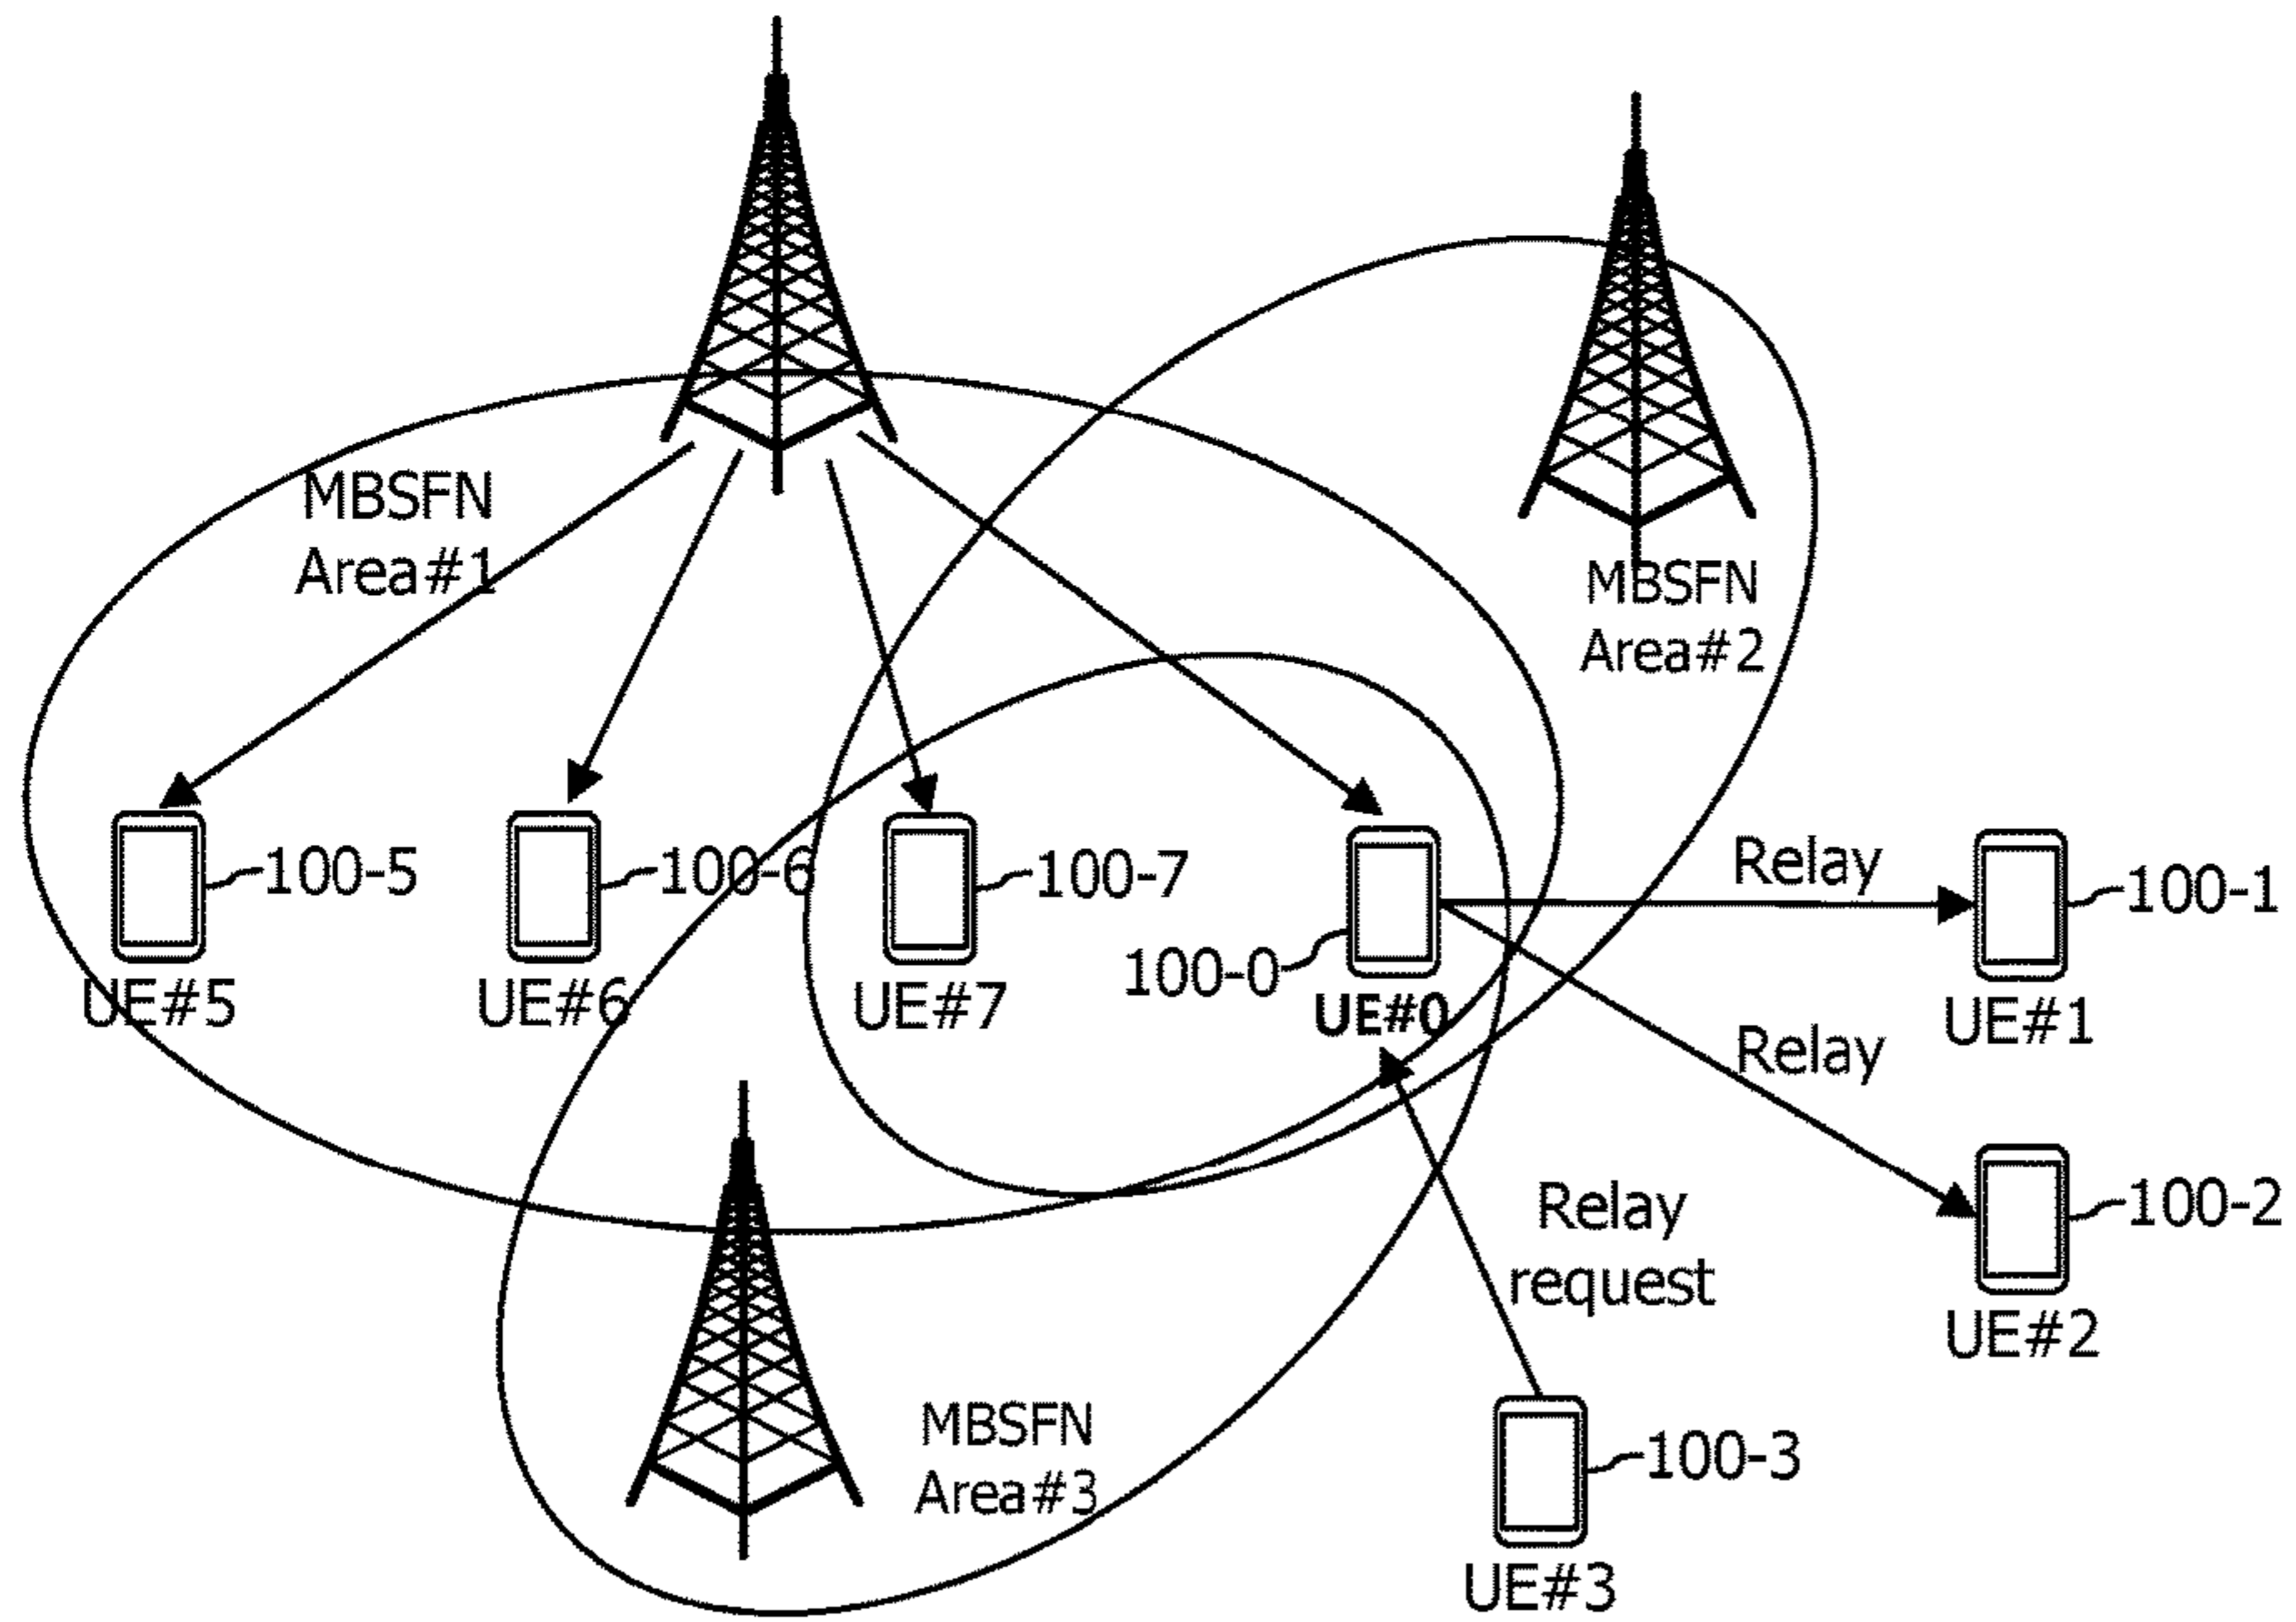 MBSFN
Area#1
MBSFN
Area#2
100-5
100-6
100-7
100-0
Relay
100-1
UE#5
UE#6
UE#7
UE#0
UE#1
Relay
100-2
UE#2
Relay
request
MBSFN
Area#3
100-3
UE#3